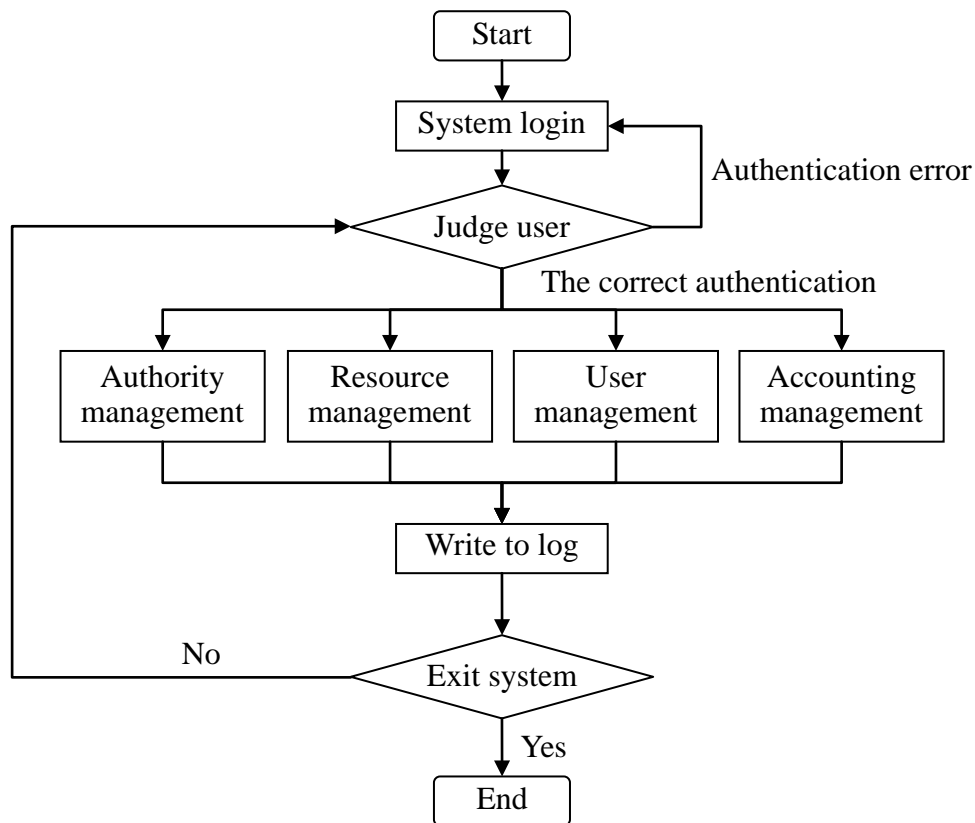 Start
System login
Authentication error
Judge user
The correct authentication
Authority
management
Resource
management
User
management
Accounting
management
Write to log
No
Exit system
Yes
End